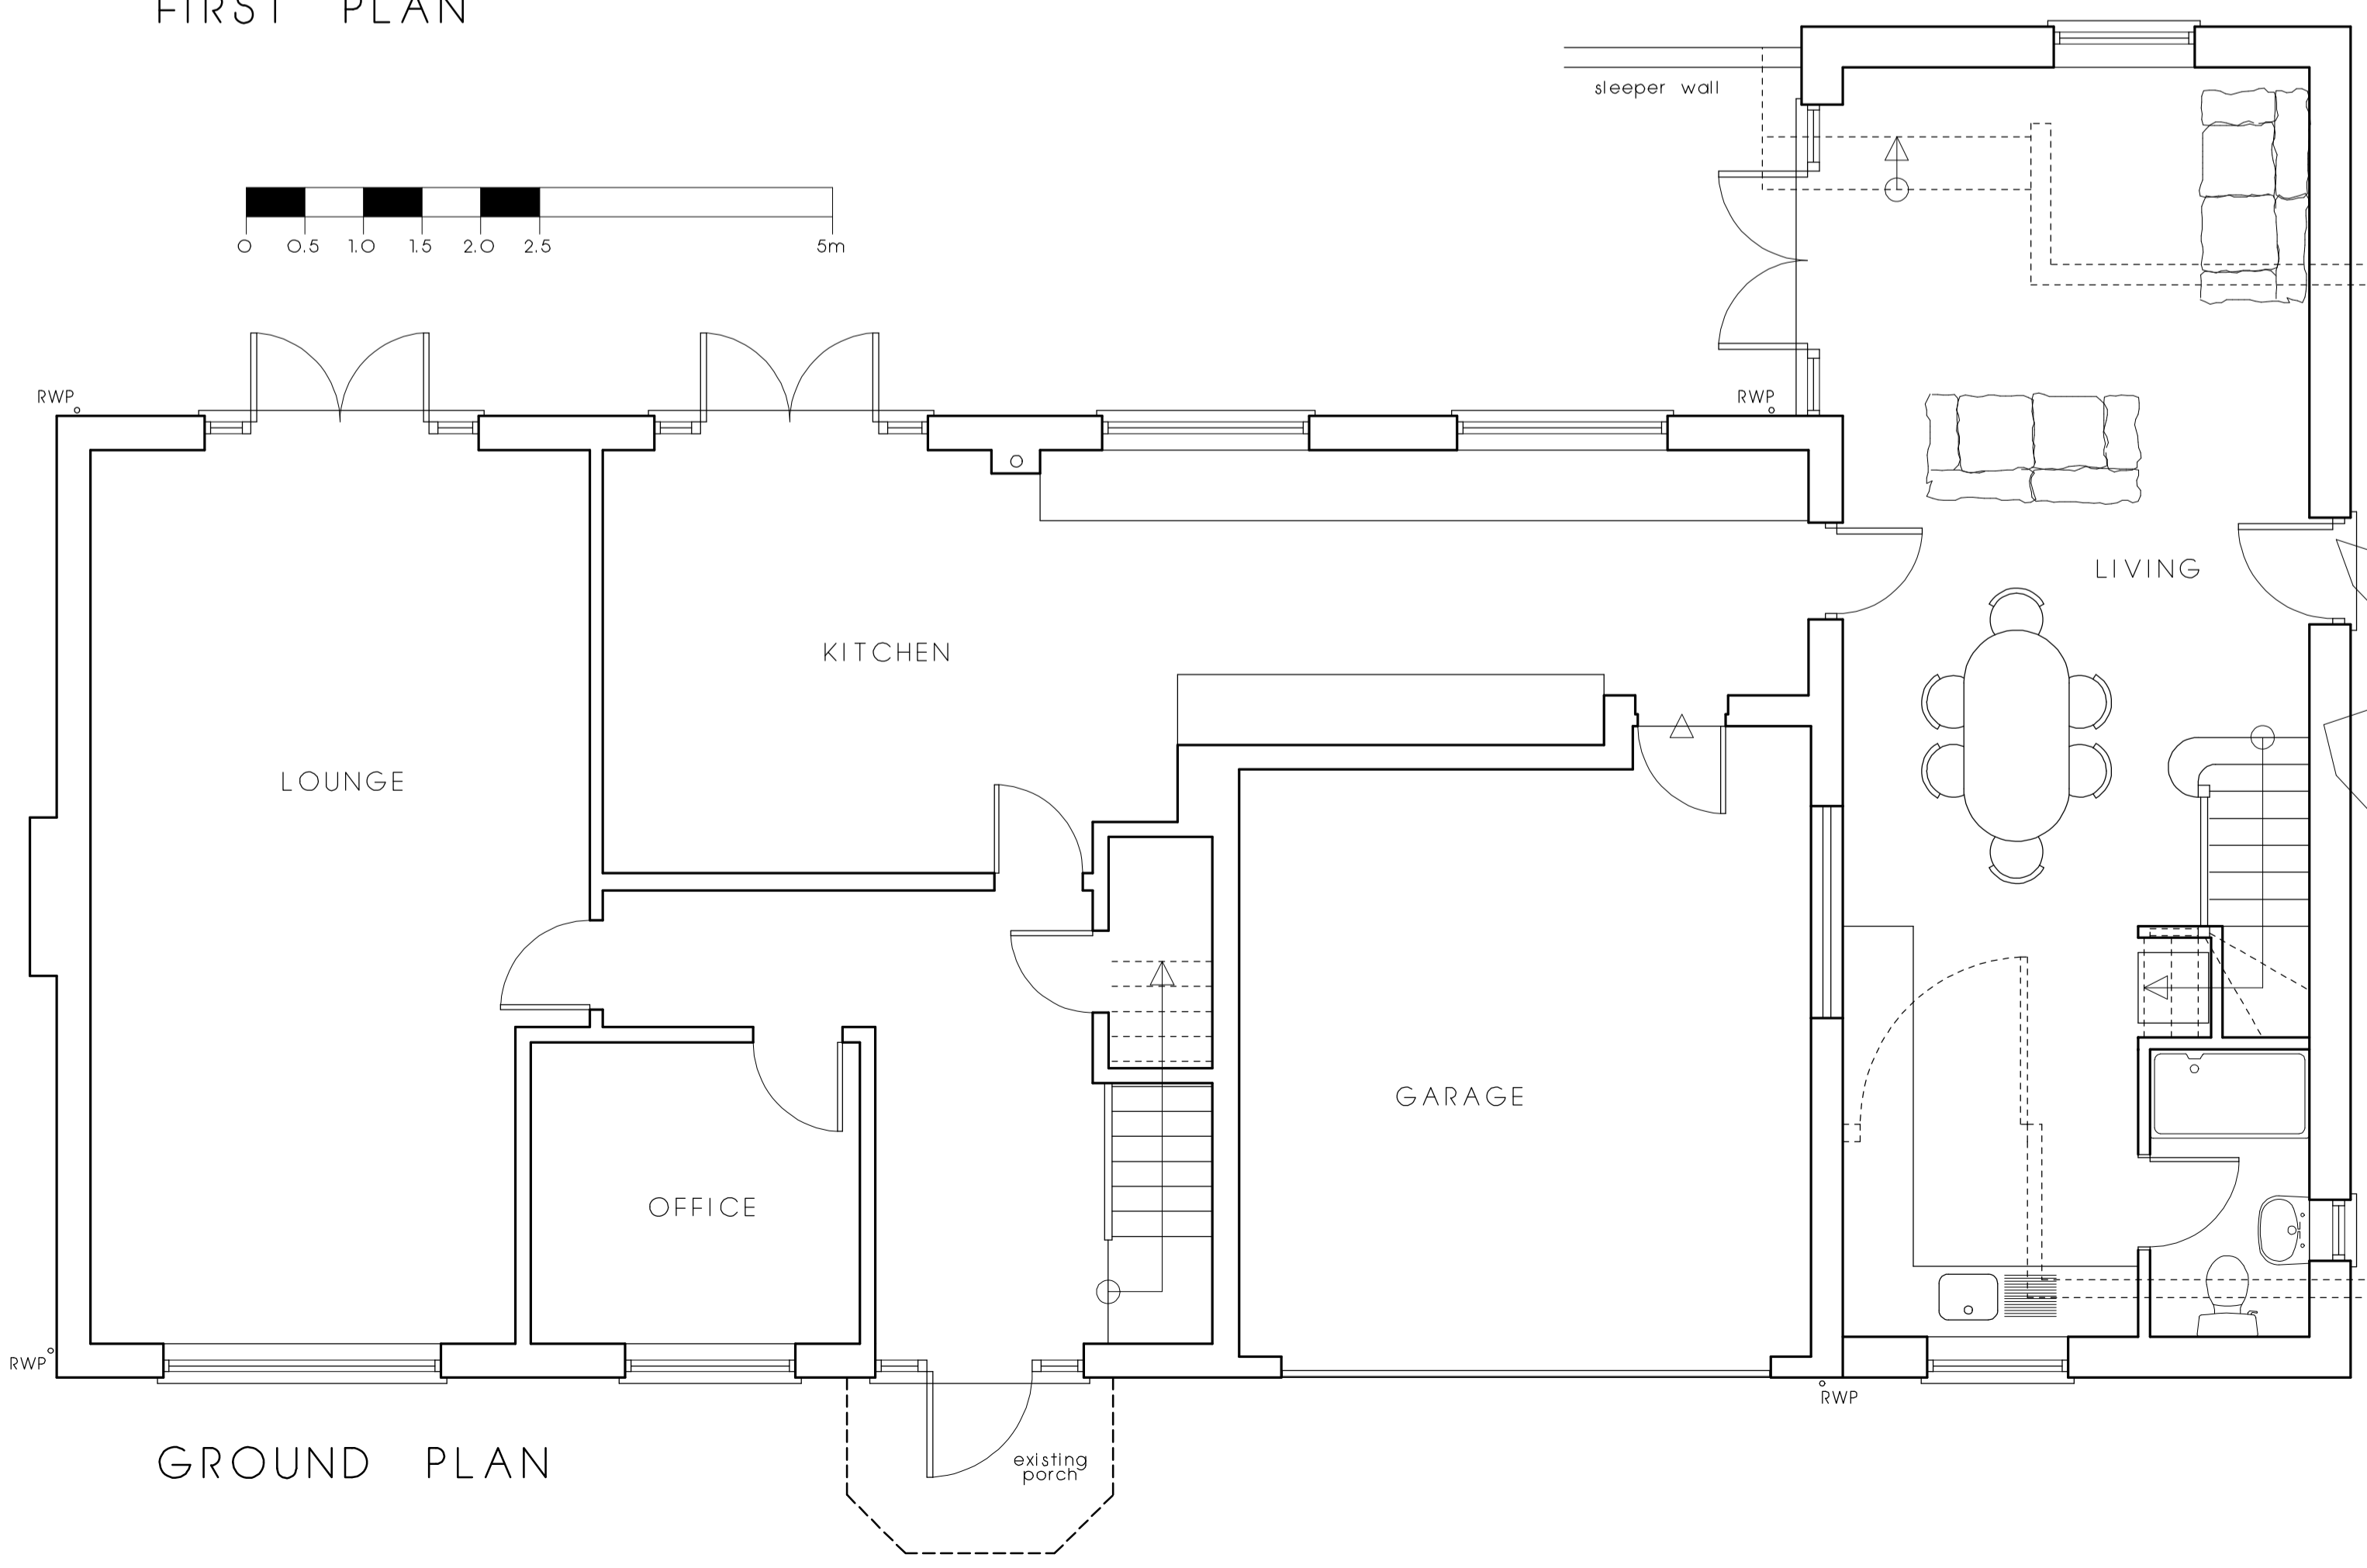 FIRST PLAN
sleeper wall
0 0.5 1.0 1.5 2.0 2.5 5m
RWP
RWP
LIVING
KITCHEN
LOUNGE
GARAGE
OFFICE
RWP
RWP
existing
porch
GROUND PLAN